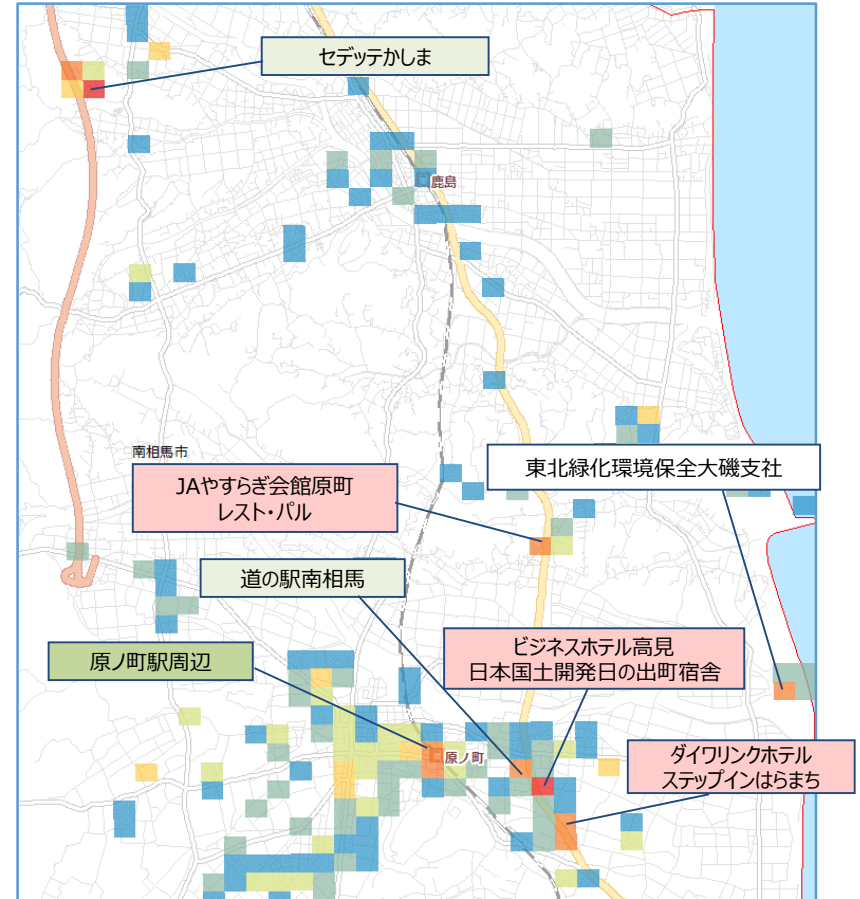 セデッテかしま
鹿島
南相馬市
東北緑化環境保全大磯支社
JAやすらぎ会館原町
レスト・パル
道の駅南相馬
ビジネスホテル高見
日本国土開発日の出町宿舎
原ノ町駅周辺
原ノ町
ダイワリンクホテル
ステップインはらまち